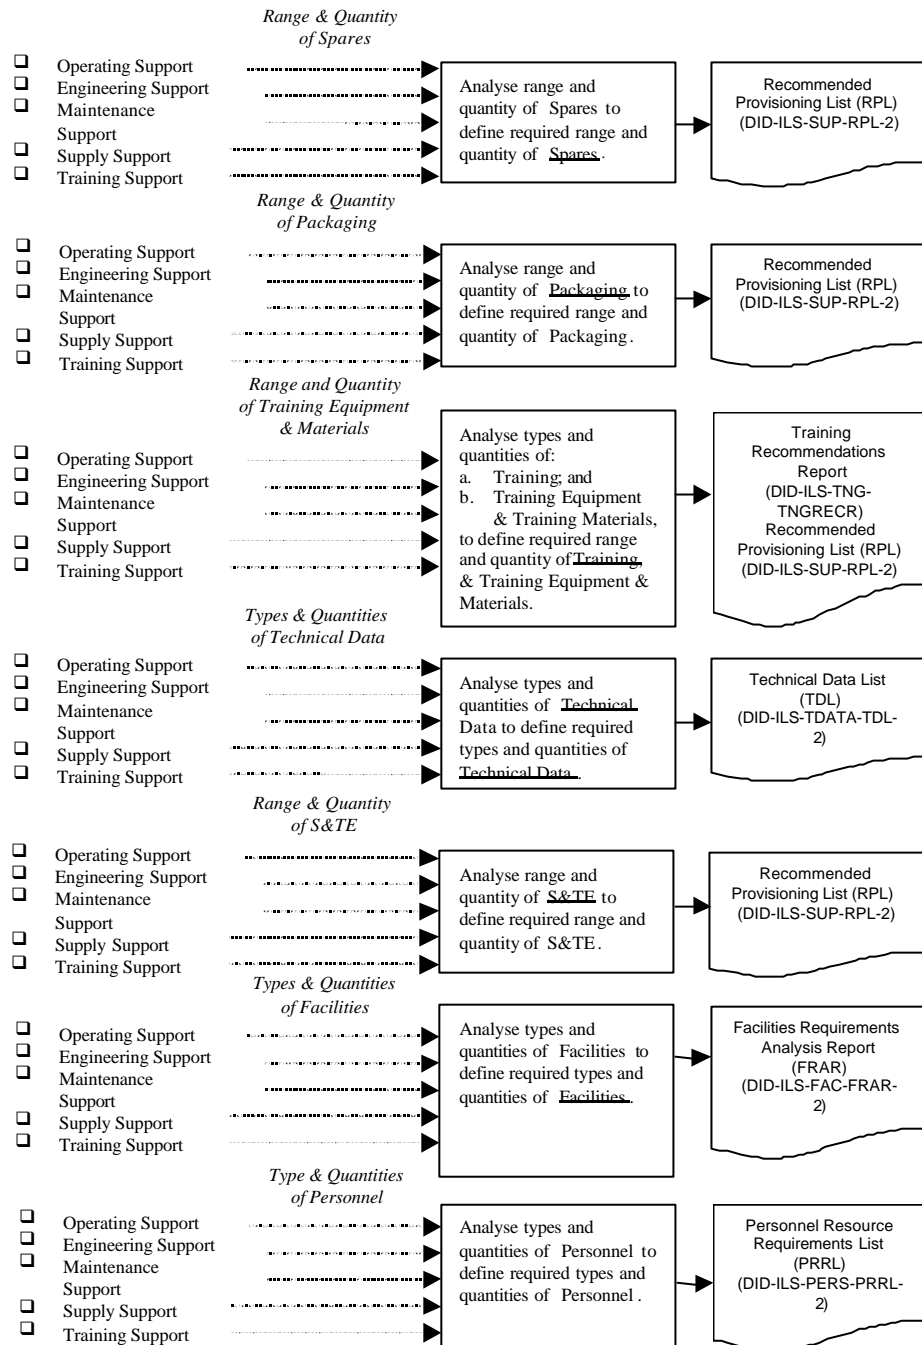 Range & Quantity
of Spares
❑ Operating Support
❑ Engineering Support
❑ Maintenance
Support
❑ Supply Support
❑ Training Support
Analyse range and
quantity of Spares to
define required range and
quantity of Spares.
Recommended
Provisioning List (RPL)
(DID-ILS-SUP-RPL-2)
Range & Quantity
of Packaging
❑ Operating Support
❑ Engineering Support
❑ Maintenance
Support
❑ Supply Support
❑ Training Support
Analyse range and
quantity of Packaging to
define required range and
quantity of Packaging.
Recommended
Provisioning List (RPL)
(DID-ILS-SUP-RPL-2)
Range and Quantity
of Training Equipment
& Materials
❑ Operating Support
❑ Engineering Support
❑ Maintenance
Support
❑ Supply Support
❑ Training Support
Analyse types and
quantities of:
a. Training; and
b. Training Equipment
& Training Materials,
to define required range
and quantity of Training,
& Training Equipment &
Materials.
Training
Recommendations
Report
(DID-ILS-TNG-
TNGRECR)
Recommended
Provisioning List (RPL)
(DID-ILS-SUP-RPL-2)
Types & Quantities
of Technical Data
❑ Operating Support
❑ Engineering Support
❑ Maintenance
Support
❑ Supply Support
❑ Training Support
Analyse types and
quantities of Technical
Data to define required
types and quantities of
Technical Data.
Technical Data List
(TDL)
(DID-ILS-TDATA-TDL-
2)
Range & Quantity
of S&TE
❑ Operating Support
❑ Engineering Support
❑ Maintenance
Support
❑ Supply Support
❑ Training Support
Analyse range and
quantity of S&TE to
define required range and
quantity of S&TE.
Recommended
Provisioning List (RPL)
(DID-ILS-SUP-RPL-2)
Types & Quantities
of Facilities
❑ Operating Support
❑ Engineering Support
❑ Maintenance
Support
❑ Supply Support
❑ Training Support
Analyse types and
quantities of Facilities to
define required types and
quantities of Facilities.
Facilities Requirements
Analysis Report
(FRAR)
(DID-ILS-FAC-FRAR-
2)
Type & Quantities
of Personnel
❑ Operating Support
❑ Engineering Support
❑ Maintenance
Support
❑ Supply Support
❑ Training Support
Analyse types and
quantities of Personnel to
define required types and
quantities of Personnel.
Personnel Resource
Requirements List
(PRRL)
(DID-ILS-PERS-PRRL-
2)